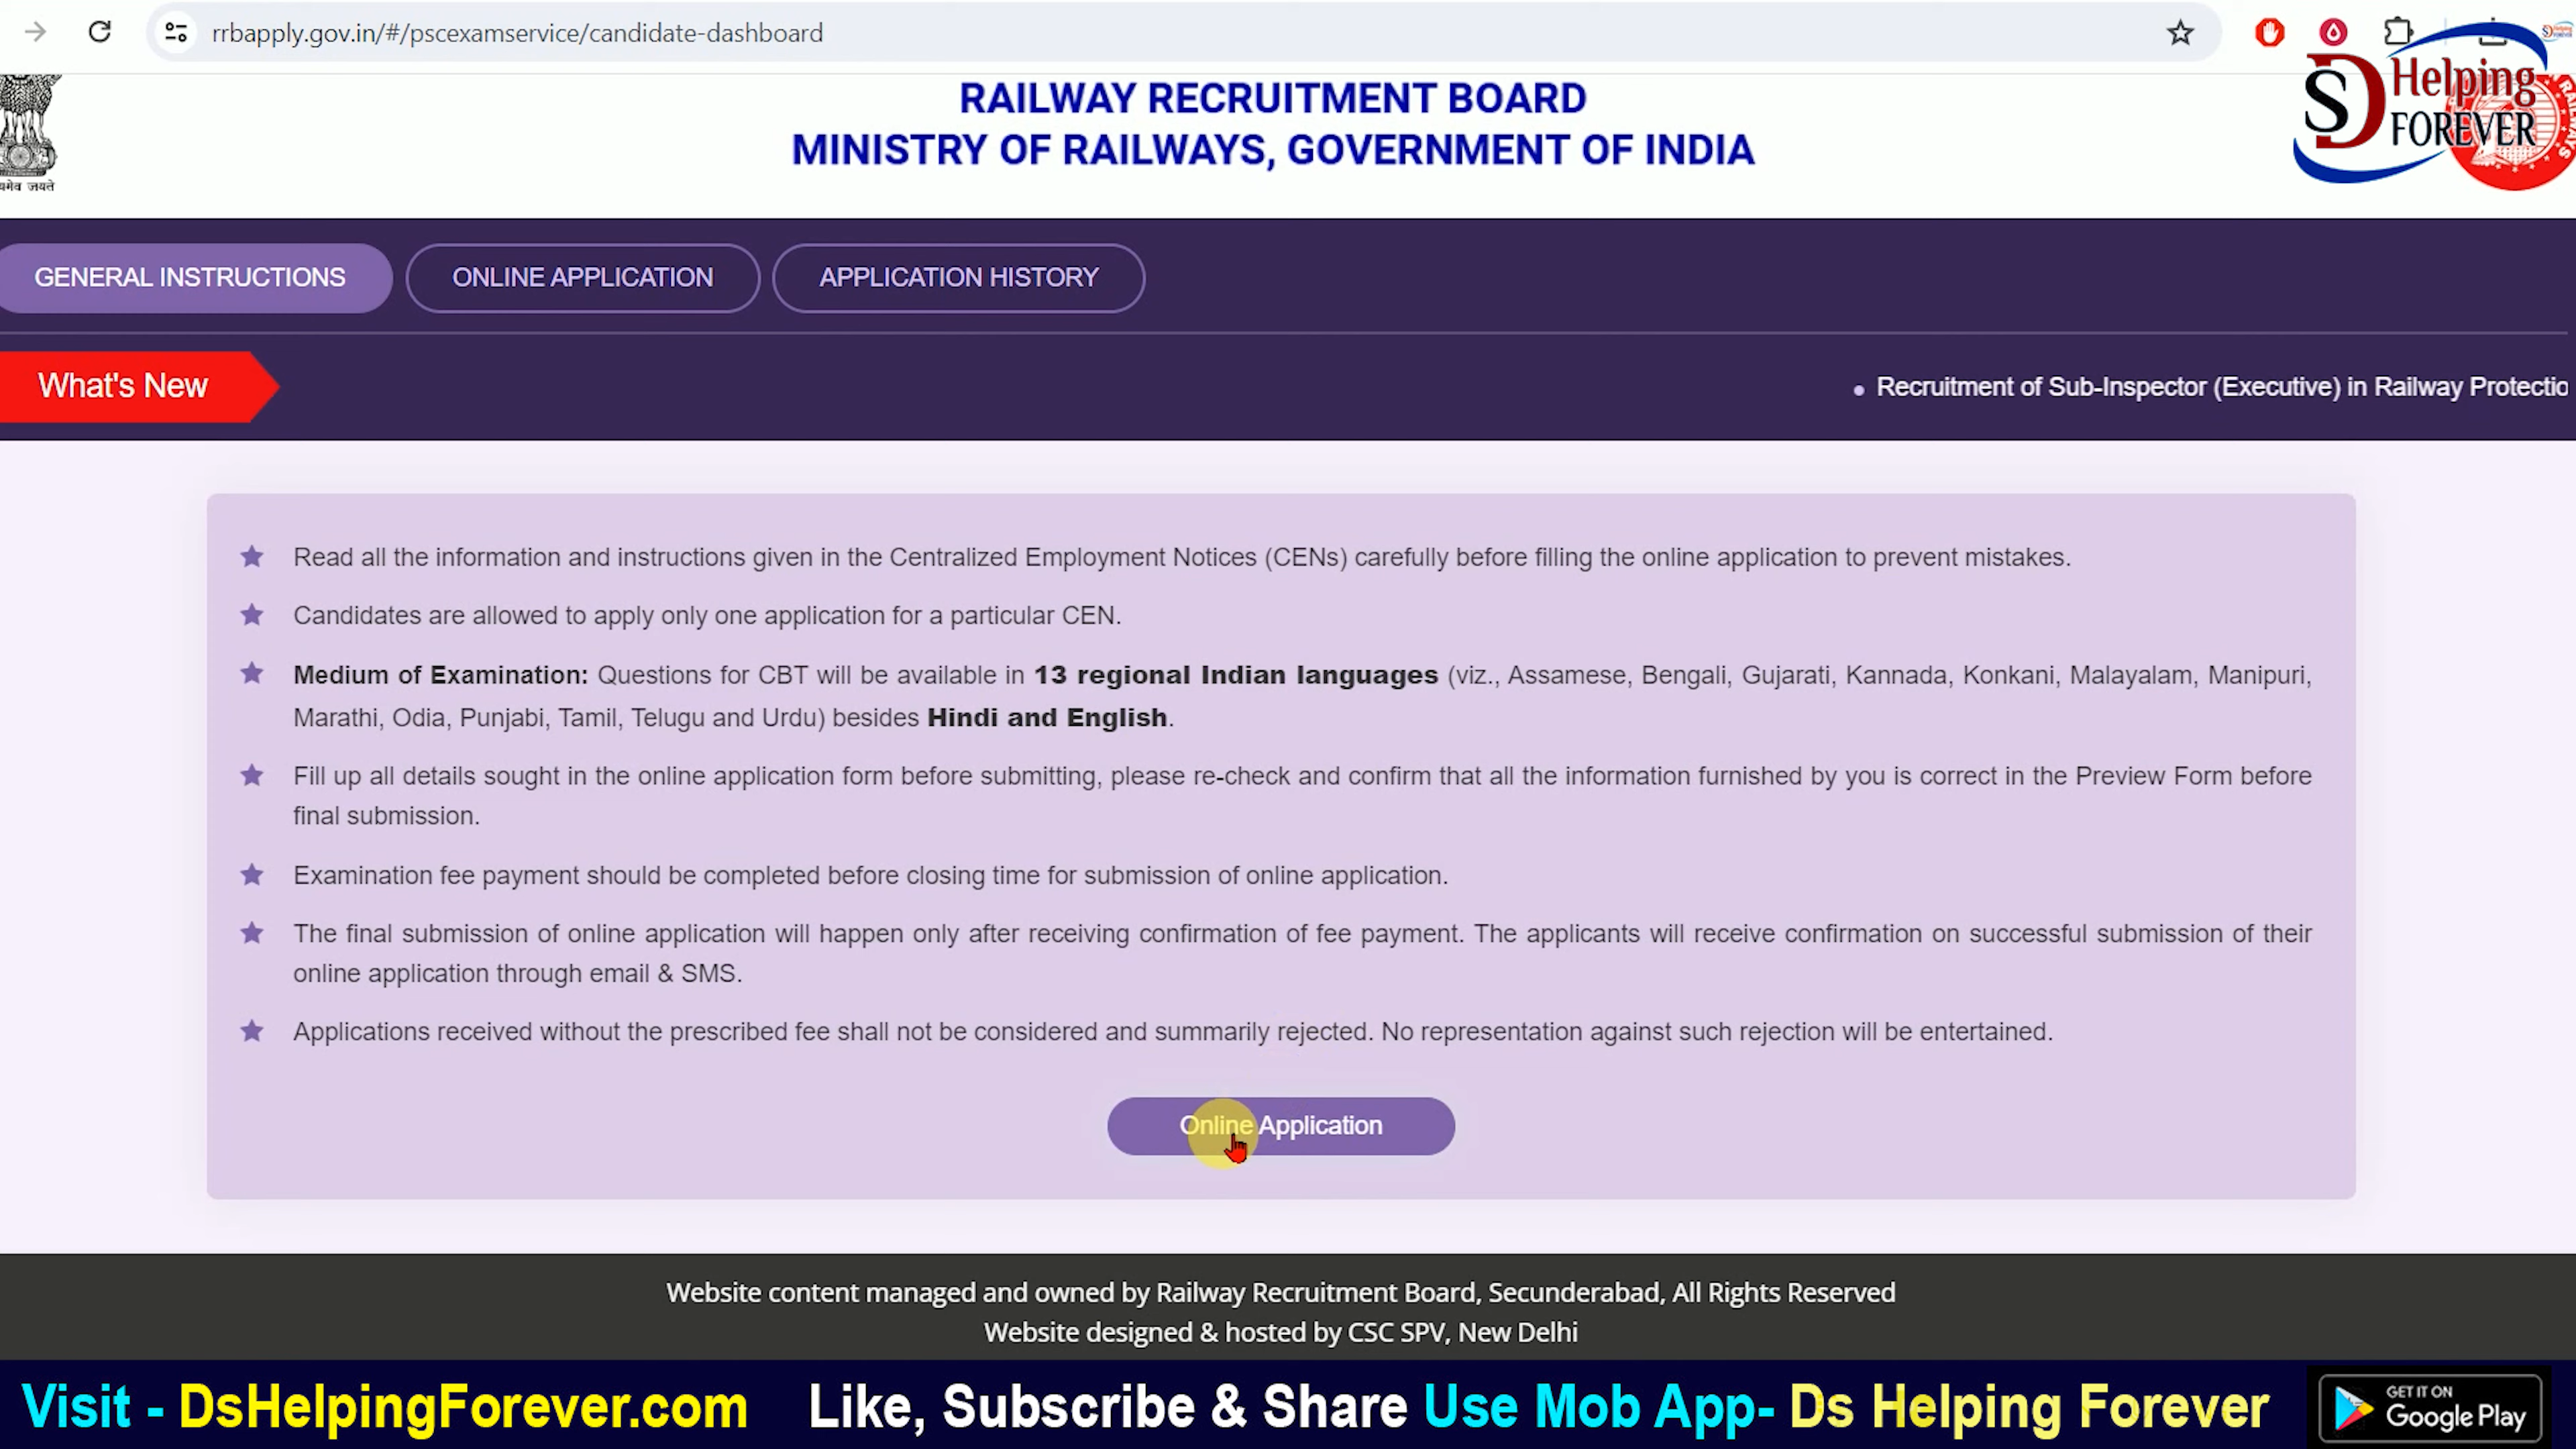 rrbapply.gov.in/#/pscexamservice/candidate-dashboard
SD Helping
FOREVER
RAILWAY RECRUITMENT BOARD
MINISTRY OF RAILWAYS, GOVERNMENT OF INDIA
GENERAL INSTRUCTIONS
ONLINE APPLICATION
APPLICATION HISTORY
What's New
• Recruitment of Sub-Inspector (Executive) in Railway Protectio
Read all the information and instructions given in the Centralized Employment Notices (CENs) carefully before filling the online application to prevent mistakes.
Candidates are allowed to apply only one application for a particular CEN.
Medium of Examination: Questions for CBT will be available in 13 regional Indian languages (viz., Assamese, Bengali, Gujarati, Kannada, Konkani, Malayalam, Manipuri,
Marathi, Odia, Punjabi, Tamil, Telugu and Urdu) besides Hindi and English.
Fill up all details sought in the online application form before submitting, please re-check and confirm that all the information furnished by you is correct in the Preview Form before
final submission.
Examination fee payment should be completed before closing time for submission of online application.
The final submission of online application will happen only after receiving confirmation of fee payment. The applicants will receive confirmation on successful submission of their
online application through email & SMS.
Applications received without the prescribed fee shall not be considered and summarily rejected. No representation against such rejection will be entertained.
Online Application
Website content managed and owned by Railway Recruitment Board, Secunderabad, All Rights Reserved
Website designed & hosted by CSC SPV, New Delhi
Visit - DsHelpingForever.com Like, Subscribe & Share Use Mob App- Ds Helping Forever
GET IT ON
Google Play